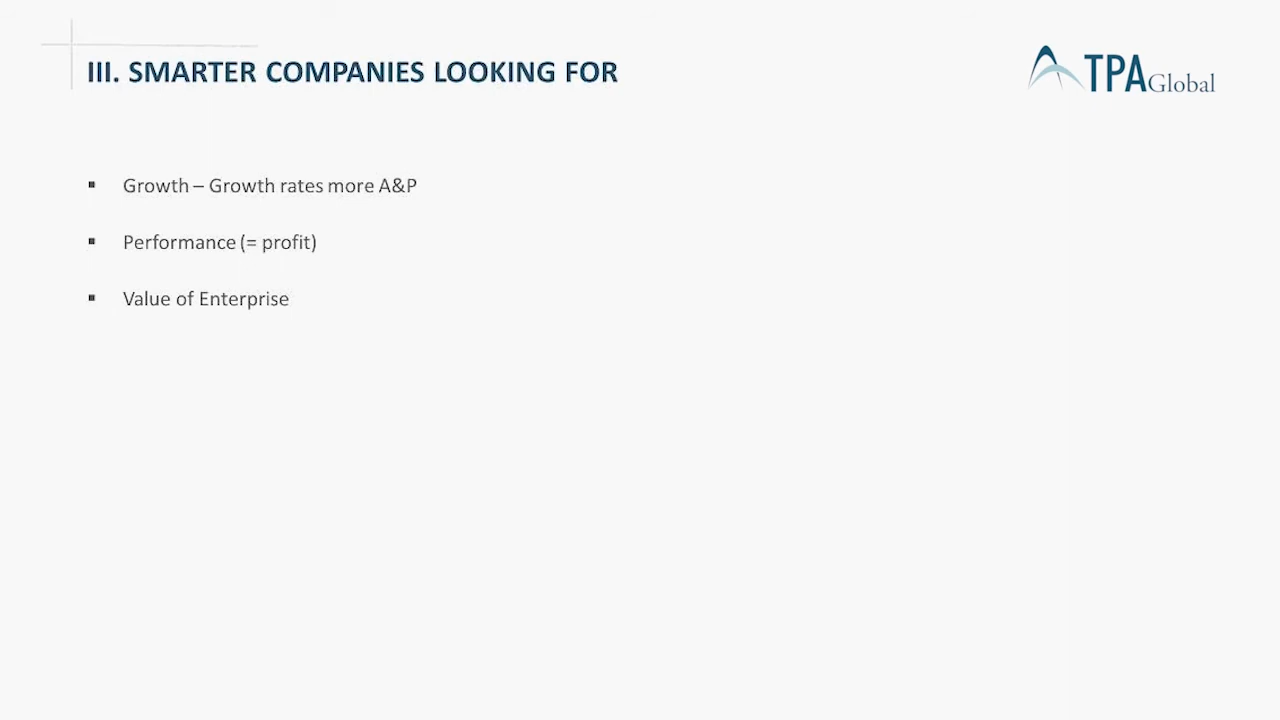 III. SMARTER COMPANIES LOOKING FOR
TPA Global
▪ Growth – Growth rates more A&P
▪ Performance (= profit)
▪ Value of Enterprise